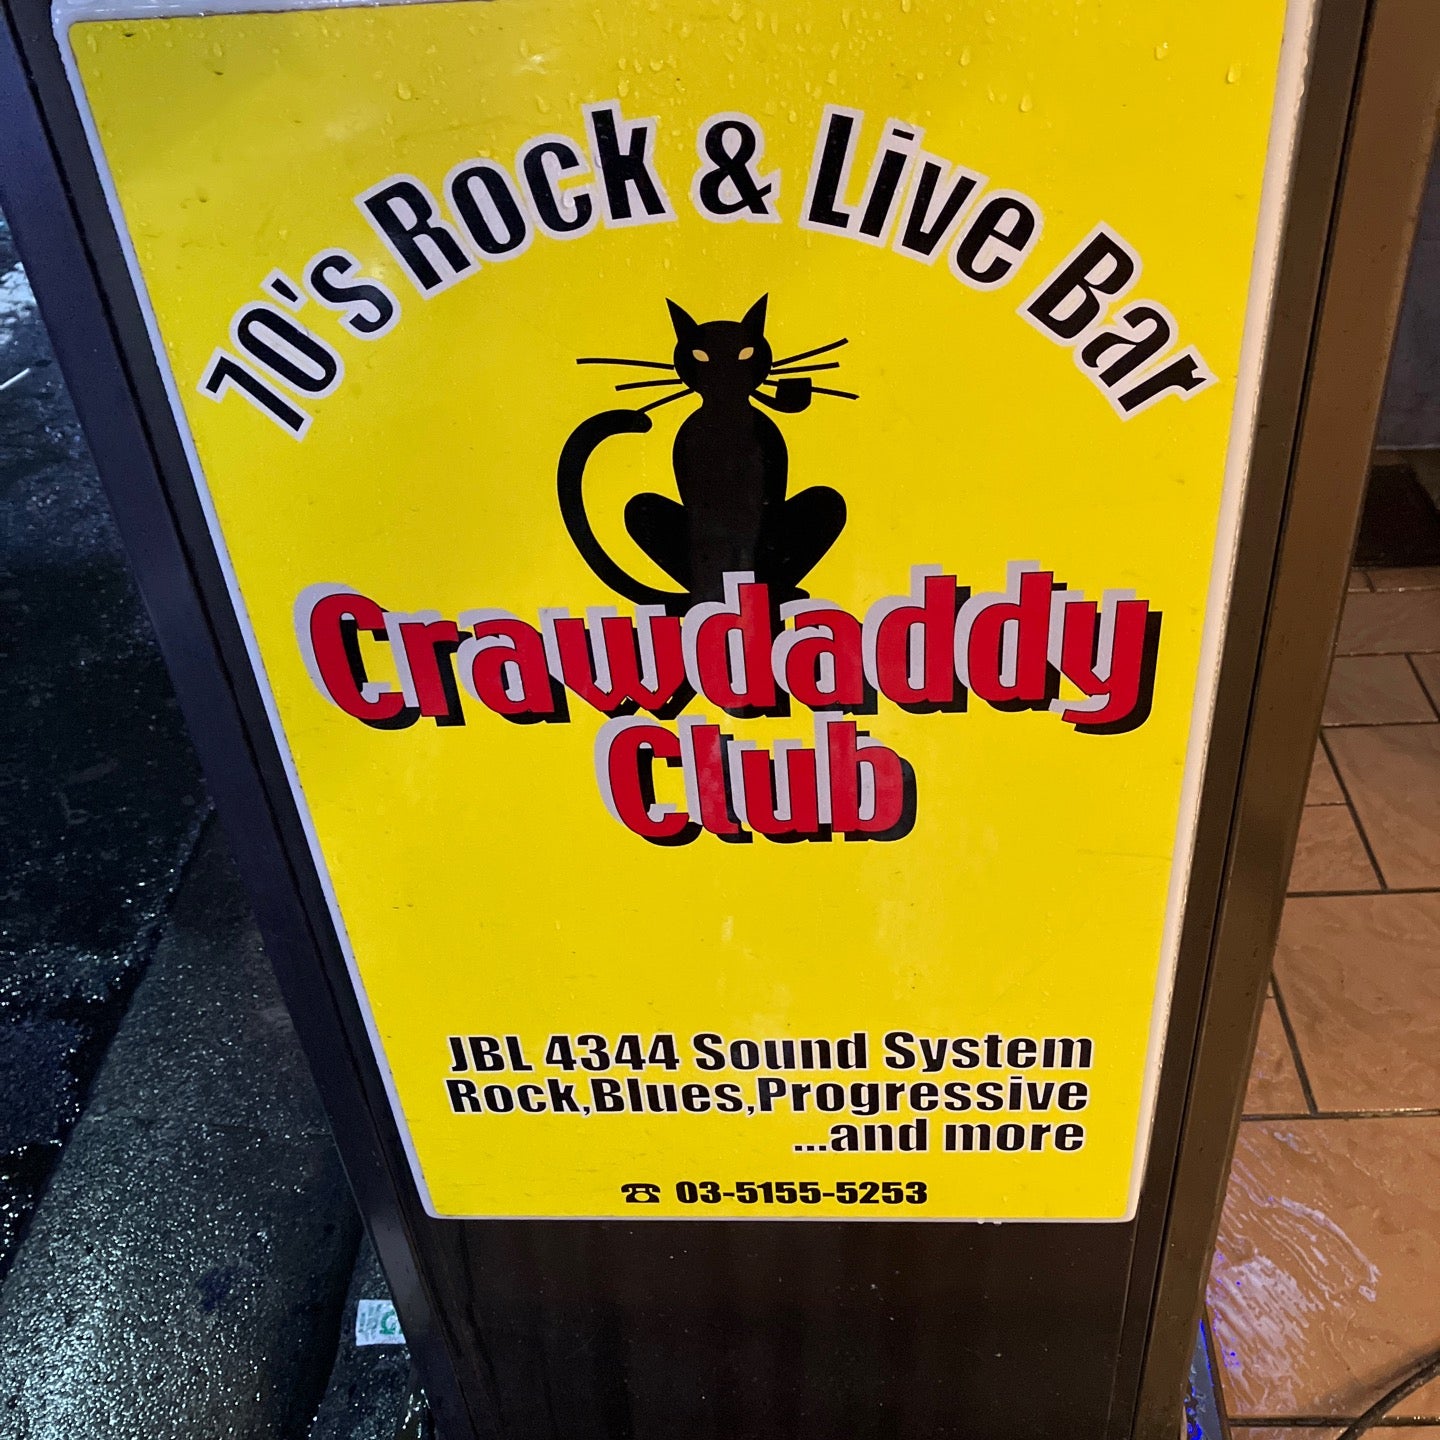 70's Rock & Live Bar
Crawdaddy
Club
JBL 4344 Sound System
Rock,Blues,Progressive
...and more
☎ 03-5155-5253